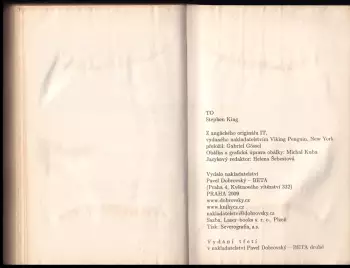 TO
Stephen King
Z anglického originálu IT,
vydaného nakladatelstvím Viking Penguin, New York
přeložil: Gabriel Gössel
Obálka a grafická úprava obálky: Michal Kuba
Jazykový redaktor: Helena Šebestová
Vydalo nakladatelství
Pavel Dobrovský – BETA
(Praha 4, Květnového vítězství 332)
PRAHA 2009
www.dobrovsky.cz
www.knihycz.cz
nakladatelstvi@dobrovsky.cz
Sazba: Laser-books s. r. o., Plzeň
Tisk: Severografia, a.s.
Vydání třetí
v nakladatelství Pavel Dobrovský – BETA druhé